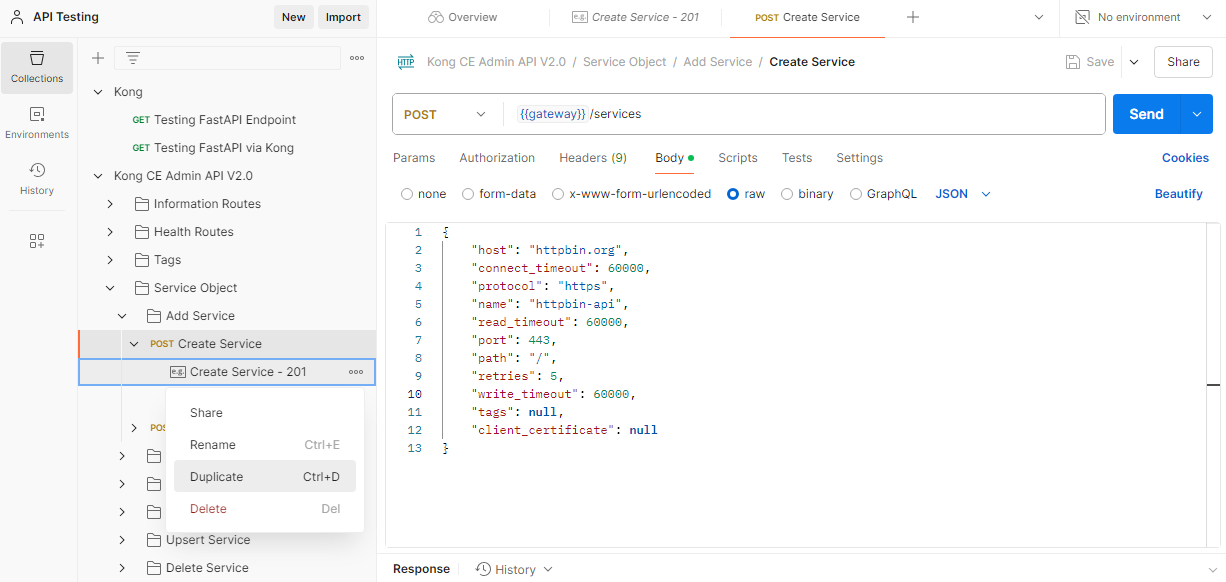 API Testing
New
Import
Overview
e.g. Create Service - 201
POST Create Service
No environment
Collections
Environments
History
Kong
GET Testing FastAPI Endpoint
GET Testing FastAPI via Kong
Kong CE Admin API V2.0
Information Routes
Health Routes
Tags
Service Object
Add Service
POST Create Service
e.g. Create Service - 201
Share
Rename Ctrl+E
Duplicate Ctrl+D
Delete Del
Upsert Service
Delete Service
HTTP Kong CE Admin API V2.0 / Service Object / Add Service / Create Service
Save
Share
POST {{gateway}} /services
Send
Params Authorization Headers (9) Body Scripts Tests Settings Cookies
none form-data x-www-form-urlencoded raw binary GraphQL JSON Beautify
1 {
2 "host": "httpbin.org",
3 "connect_timeout": 60000,
4 "protocol": "https",
5 "name": "httpbin-api",
6 "read_timeout": 60000,
7 "port": 443,
8 "path": "/",
9 "retries": 5,
10 "write_timeout": 60000,
11 "tags": null,
12 "client_certificate": null
13 }
Response History